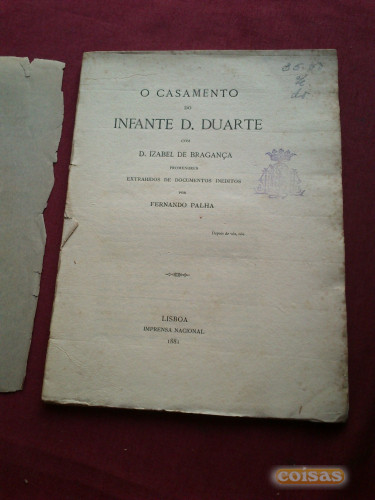 O CASAMENTO
DO
INFANTE D. DUARTE
COM
D. IZABEL DE BRAGANÇA
EXTRAHIDOS DE DOCUMENTOS INEDITOS
POR
FERNANDO PALHA
LISBOA
IMPRENSA NACIONAL
1881
coisas